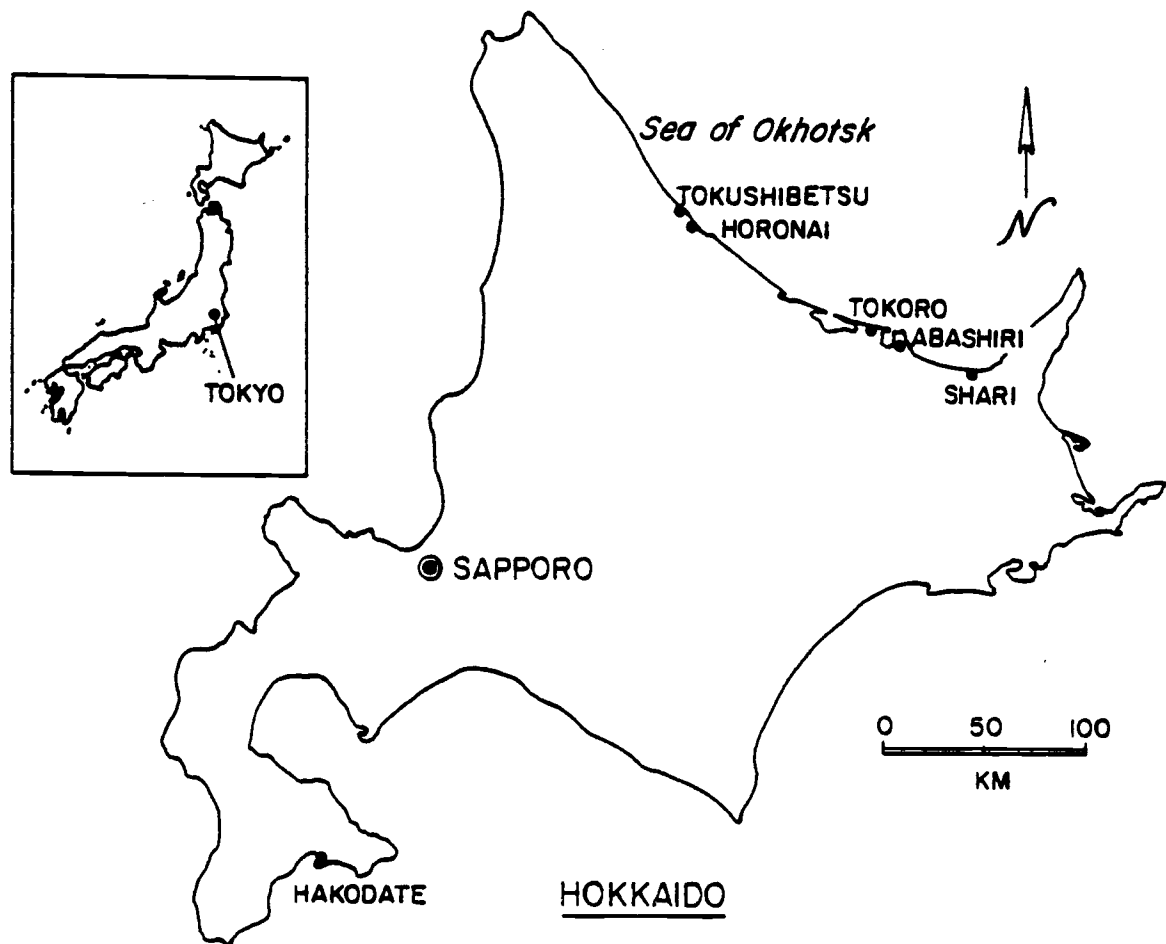 Sea of Okhotsk
N
TOKUSHIBETSU
HORONAI
TOKORO
ABASHIRI
SHARI
TOKYO
SAPPORO
0 50 100
KM
HAKODATE
HOKKAIDO